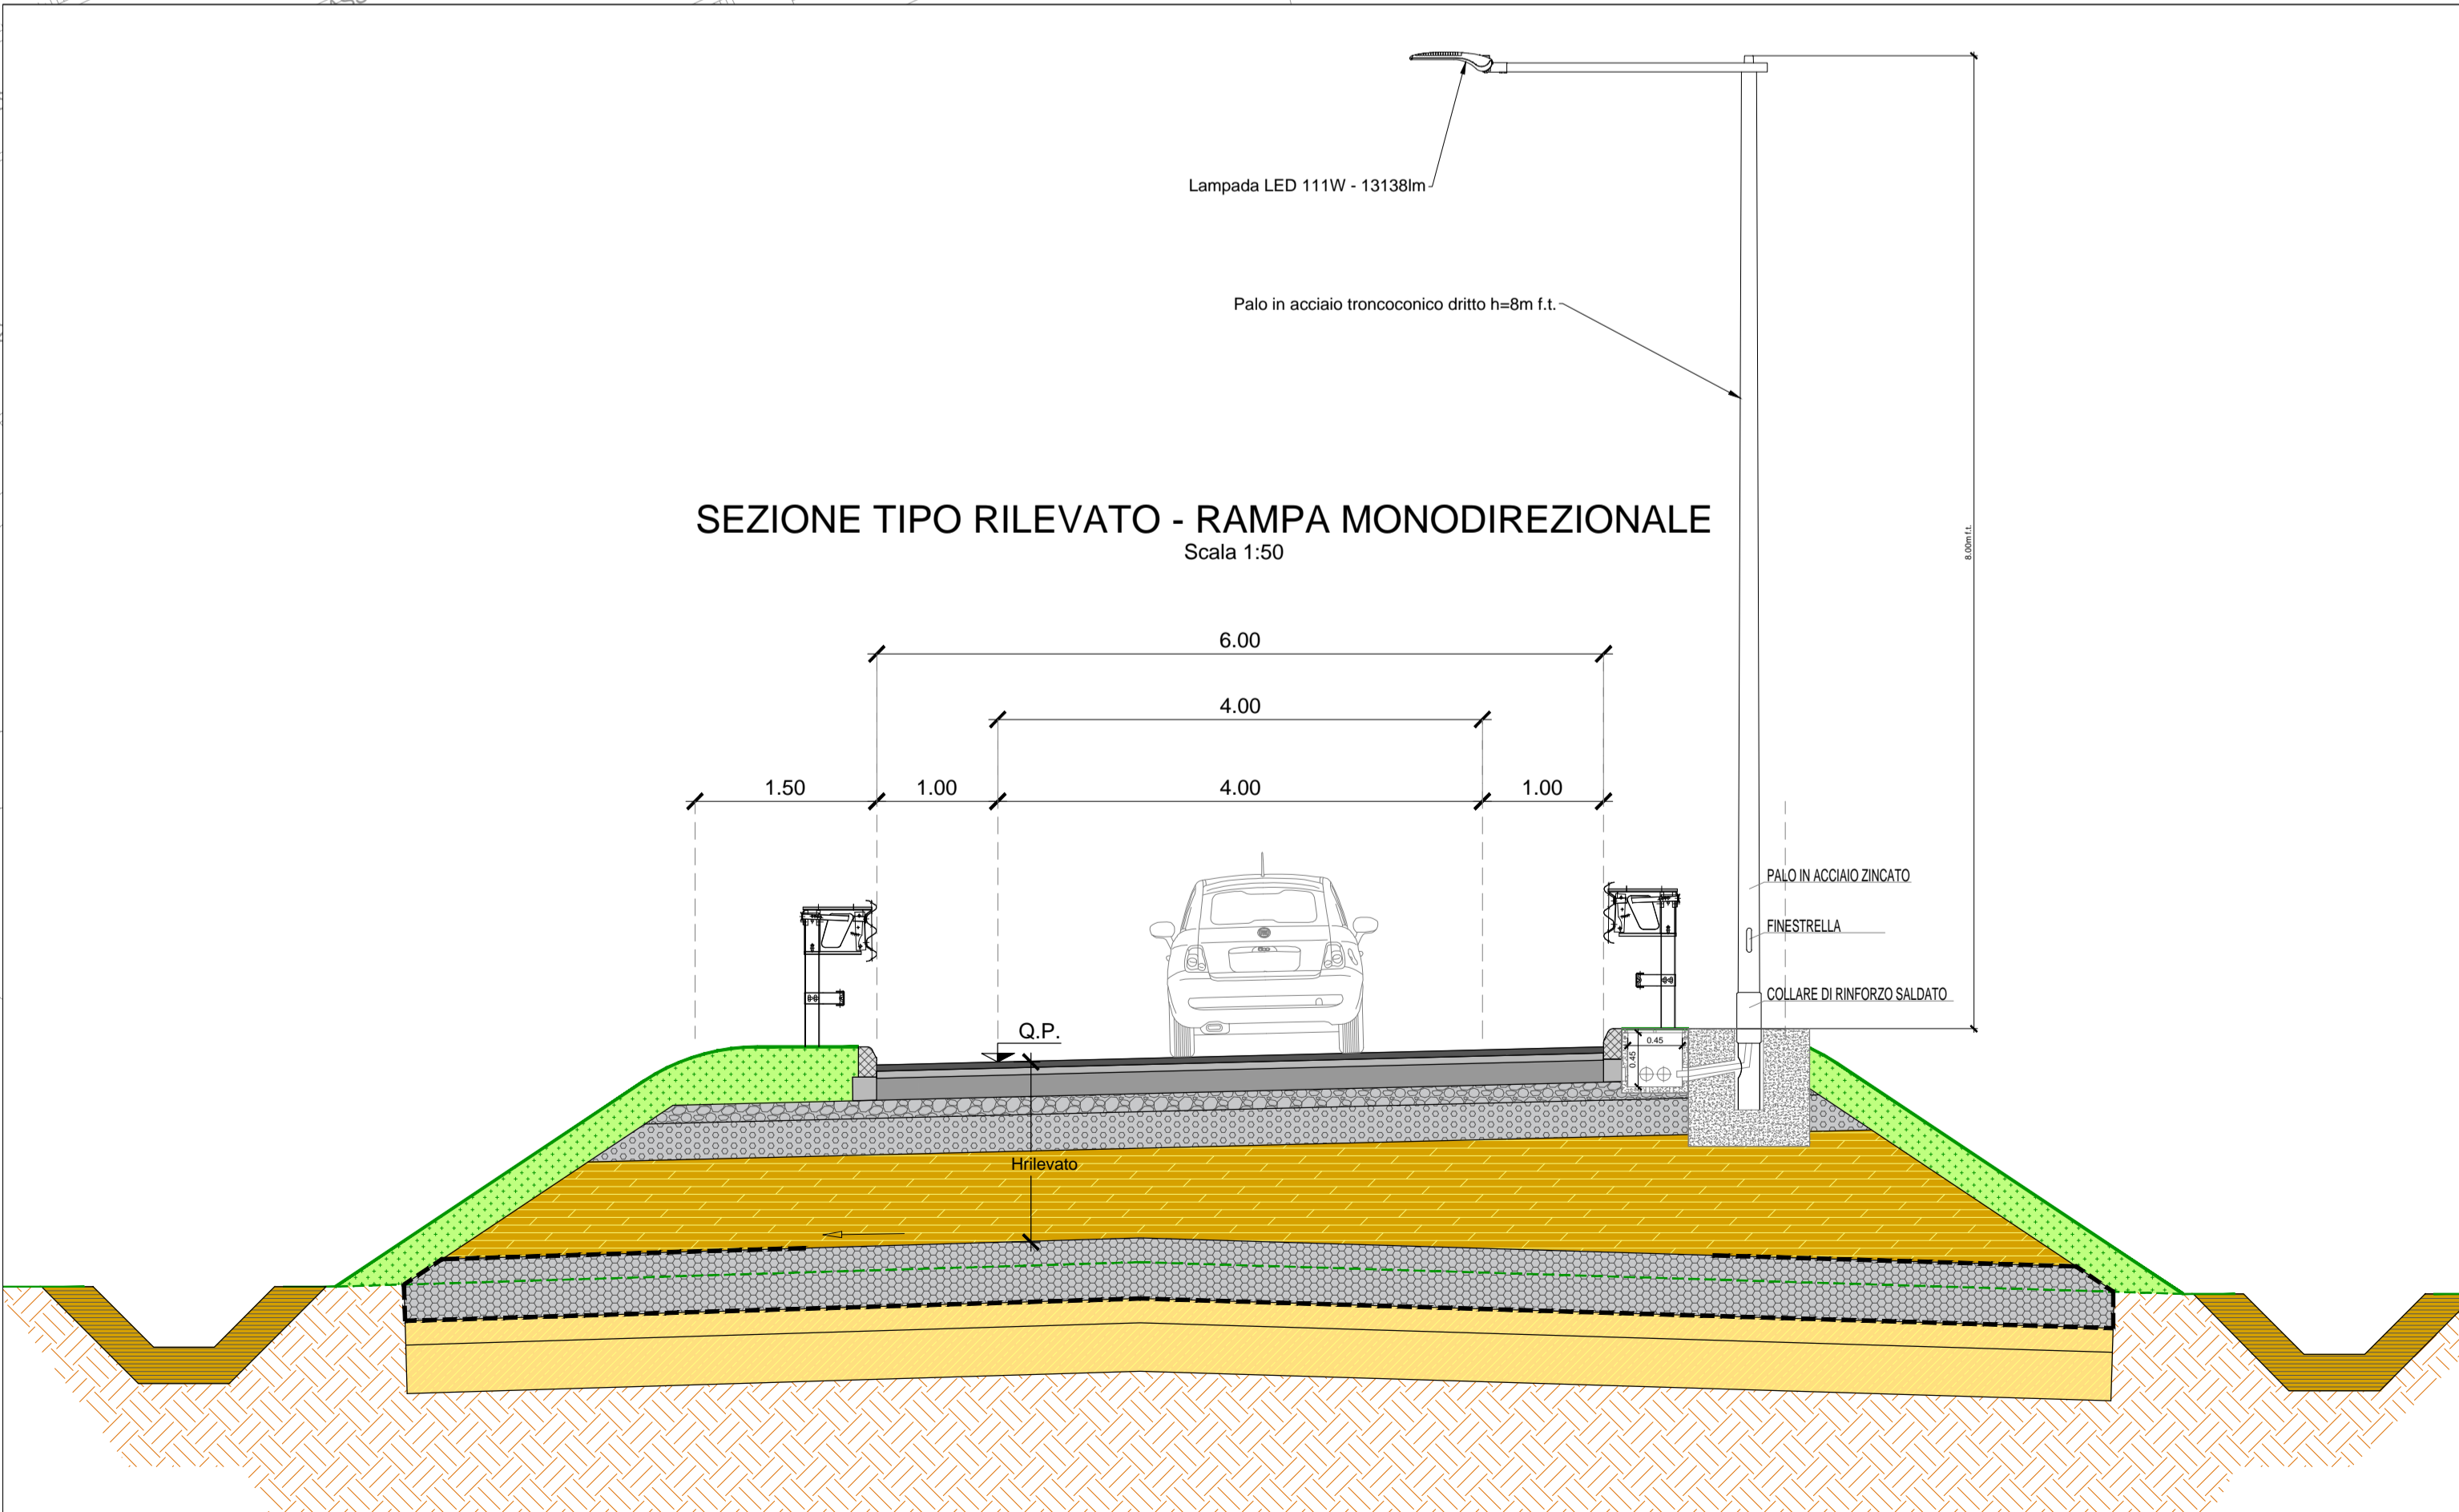 Lampada LED 111W - 13138lm
Palo in acciaio troncoconico dritto h=8m f.t.
SEZIONE TIPO RILEVATO - RAMPA MONODIREZIONALE
Scala 1:50
8.00m f.t.
6.00
4.00
1.50
1.00
4.00
1.00
PALO IN ACCIAIO ZINCATO
FINESTRELLA
COLLARE DI RINFORZO SALDATO
Q.P.
0.45
0.45
Hrilevato